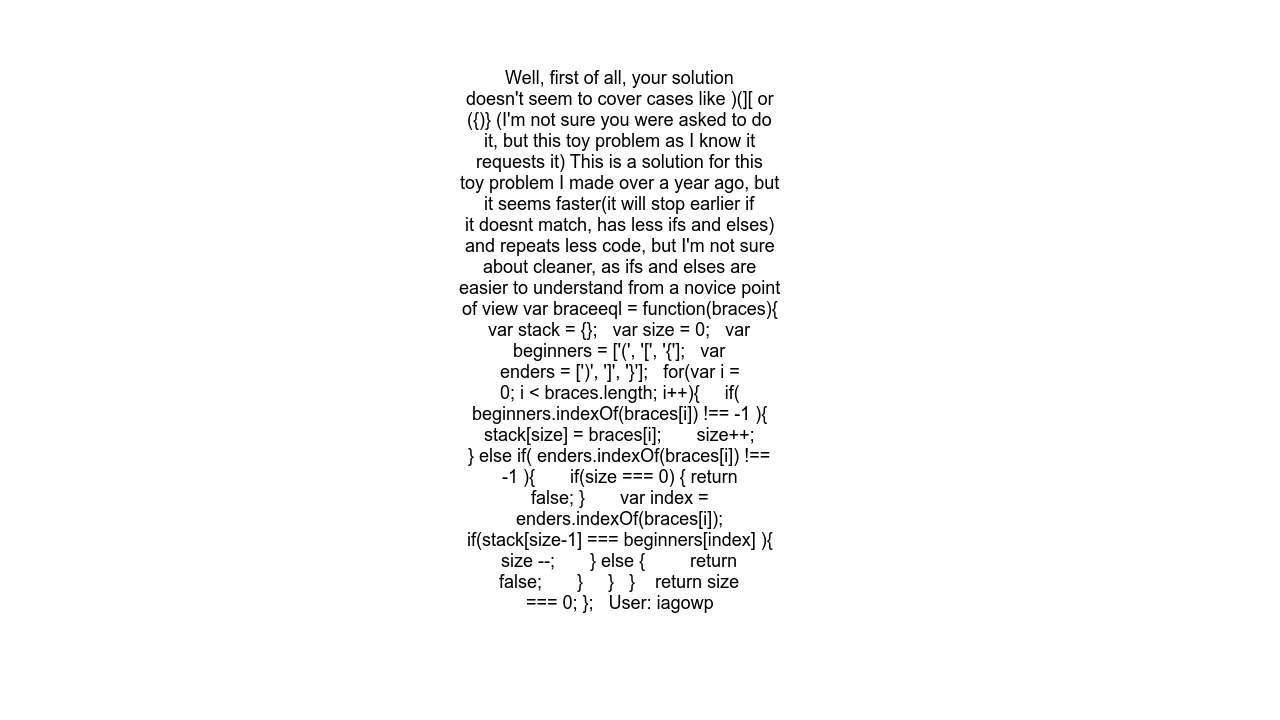 Well, first of all, your solution
doesn't seem to cover cases like )(][ or
({)} (I'm not sure you were asked to do
it, but this toy problem as I know it
requests it) This is a solution for this
toy problem I made over a year ago, but
it seems faster(it will stop earlier if
it doesnt match, has less ifs and elses)
and repeats less code, but I'm not sure
about cleaner, as ifs and elses are
easier to understand from a novice point
of view var braceeql = function(braces){
var stack = {};   var size = 0;   var
beginners = ['(', '[', '{'];   var
enders = [')', ']', '}'];   for(var i =
0; i < braces.length; i++){     if(
beginners.indexOf(braces[i]) !== -1 ){
stack[size] = braces[i];       size++;
} else if( enders.indexOf(braces[i]) !==
-1 ){       if(size === 0) { return
false; }       var index =
enders.indexOf(braces[i]);
if(stack[size-1] === beginners[index] ){
size --;       } else {         return
false;       }     }   }    return size
=== 0; };   User: iagowp